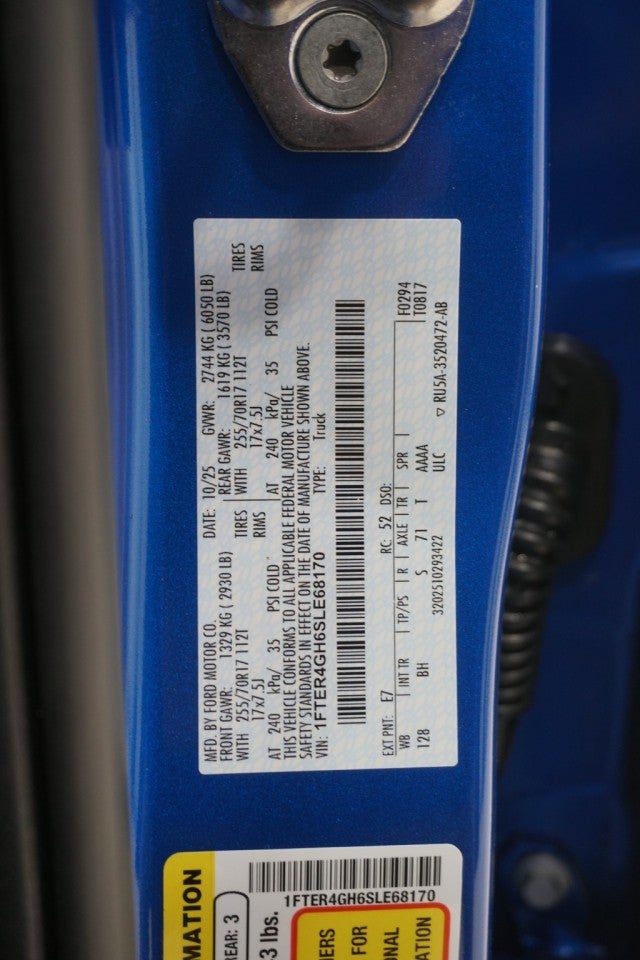 MFD. BY FORD MOTOR CO. DATE: 10/25 GVWR: 2744 KG ( 6050 LB)
FRONT GAWR: 1329 KG ( 2930 LB) REAR GAWR: 1619 KG ( 3570 LB)
WITH 255/70R17 112T TIRES WITH 255/70R17 112T TIRES
17x7.5J RIMS 17x7.5J RIMS
AT 240 kPa/ 35 PSI COLD AT 240 kPa/ 35 PSI COLD
THIS VEHICLE CONFORMS TO ALL APPLICABLE FEDERAL MOTOR VEHICLE
SAFETY STANDARDS IN EFFECT ON THE DATE OF MANUFACTURE SHOWN ABOVE.
VIN: 1FTER4GH6SLE68170 TYPE: Truck
EXT PNT: E7 RC: 52 DSO: F0294
WB INT TR TP/PS R AXLE TR SPR T0817
128 BH S 71 T AAAA
3202510293422 ULC ▽ RU5A-3520472-AB
1FTER4GH6SLE68170
REAR: 3
3 lbs.
FOR